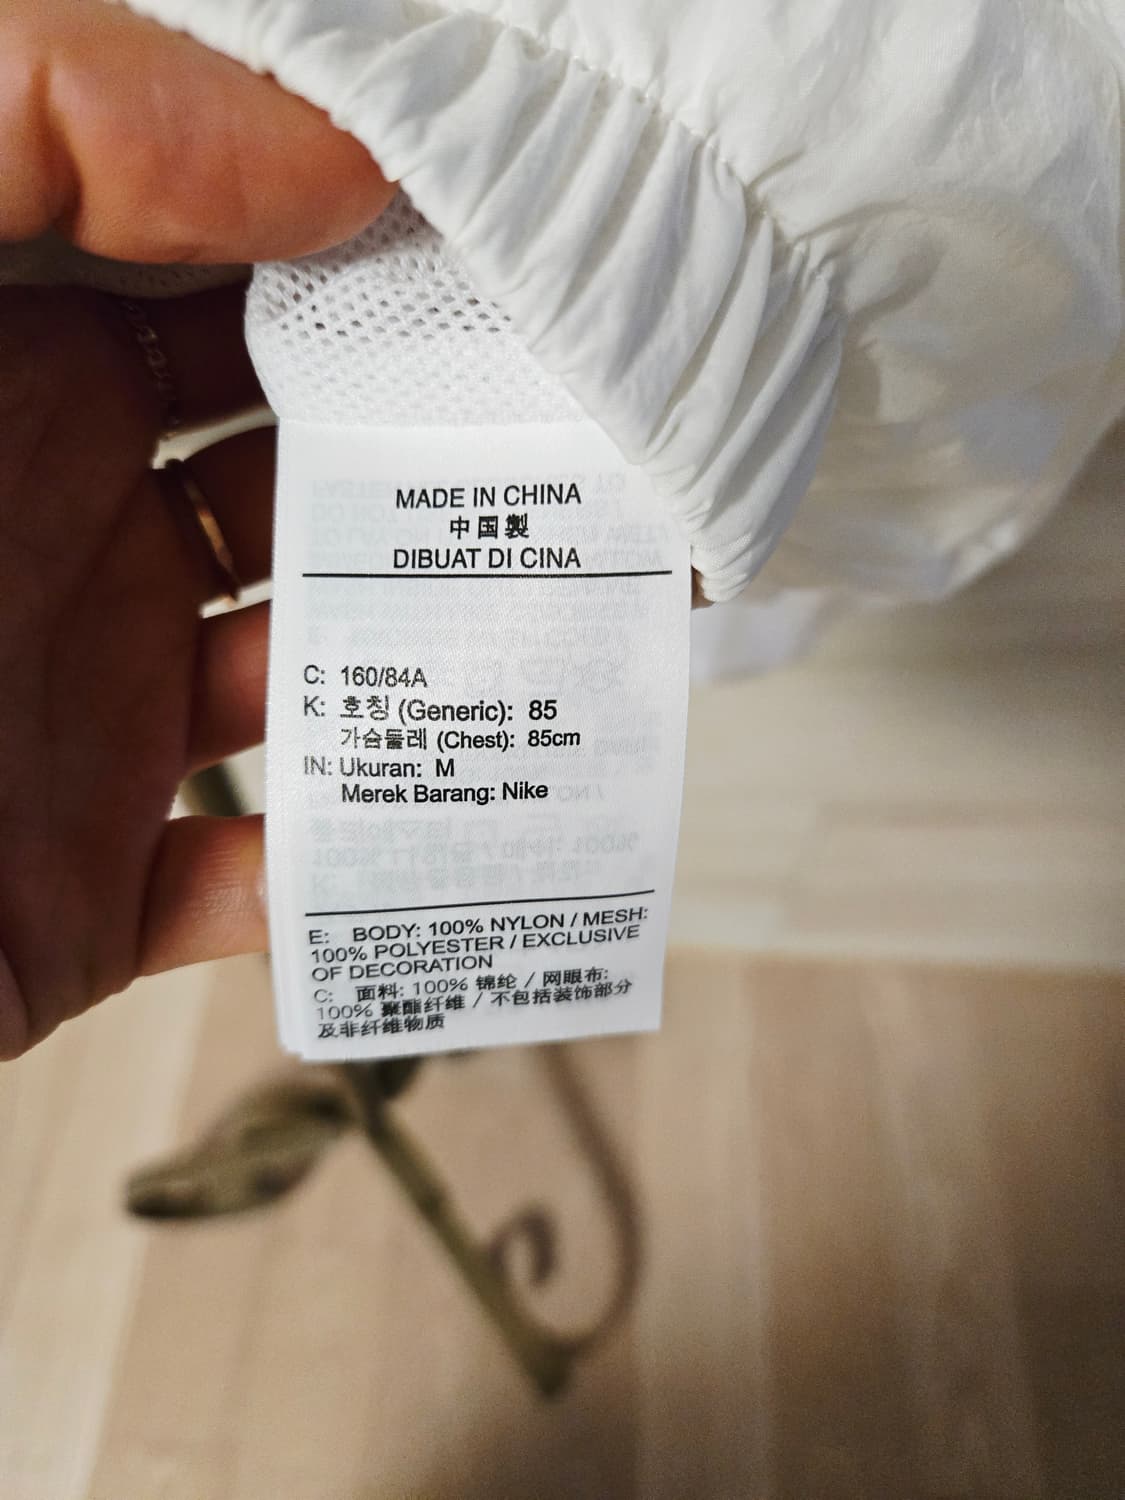 MADE IN CHINA
中国製
DIBUAT DI CINA
C: 160/84A
K: 호칭 (Generic): 85
가슴둘레 (Chest): 85cm
IN: Ukuran: M
Merek Barang: Nike
E: BODY: 100% NYLON / MESH:
100% POLYESTER / EXCLUSIVE
OF DECORATION
C: 面料: 100% 锦纶 / 网眼布:
100% 聚酯纤维 / 不包括装饰部分
及非纤维物质